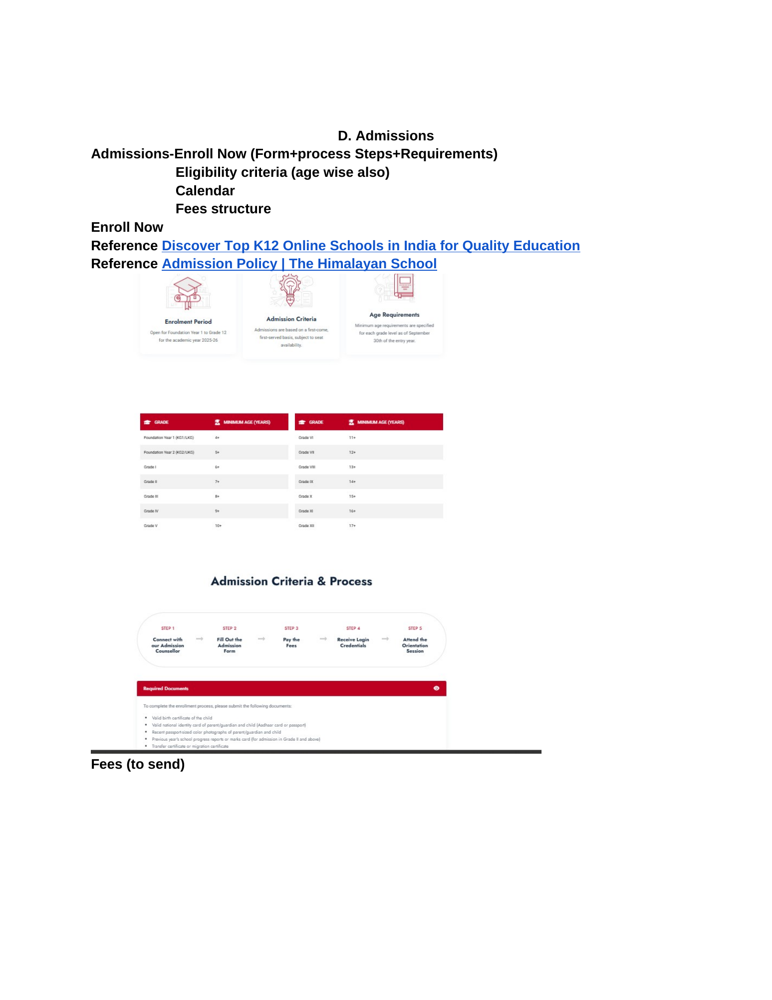 D. Admissions
Admissions-Enroll Now (Form+process Steps+Requirements)
Eligibility criteria (age wise also)
Calendar
Fees structure
Enroll Now
Reference Discover Top K12 Online Schools in India for Quality Education
Reference Admission Policy | The Himalayan School
Enrolment Period
Open for Foundation Year 1 to Grade 12
for the academic year 2025-26
Admission Criteria
Admissions are based on a first-come,
first-served basis, subject to seat
availability.
Age Requirements
Minimum age requirements are specified
for each grade level as of September
30th of the entry year.
GRADE MINIMUM AGE (YEARS)
Foundation Year 1 (KG1/LKG) 4+
Foundation Year 2 (KG2/UKG) 5+
Grade I 6+
Grade II 7+
Grade III 8+
Grade IV 9+
Grade V 10+
GRADE MINIMUM AGE (YEARS)
Grade VI 11+
Grade VII 12+
Grade VIII 13+
Grade IX 14+
Grade X 15+
Grade XI 16+
Grade XII 17+
Admission Criteria & Process
STEP 1
Connect with
our Admission
Counsellor
STEP 2
Fill Out the
Admission
Form
STEP 3
Pay the
Fees
STEP 4
Receive Login
Credentials
STEP 5
Attend the
Orientation
Session
Required Documents
To complete the enrollment process, please submit the following documents:
Valid birth certificate of the child
Valid national identity card of parent/guardian and child (Aadhaar card or passport)
Recent passport-sized color photographs of parent/guardian and child
Previous year's school progress reports or marks card (for admission in Grade II and above)
Transfer certificate or migration certificate
Fees (to send)